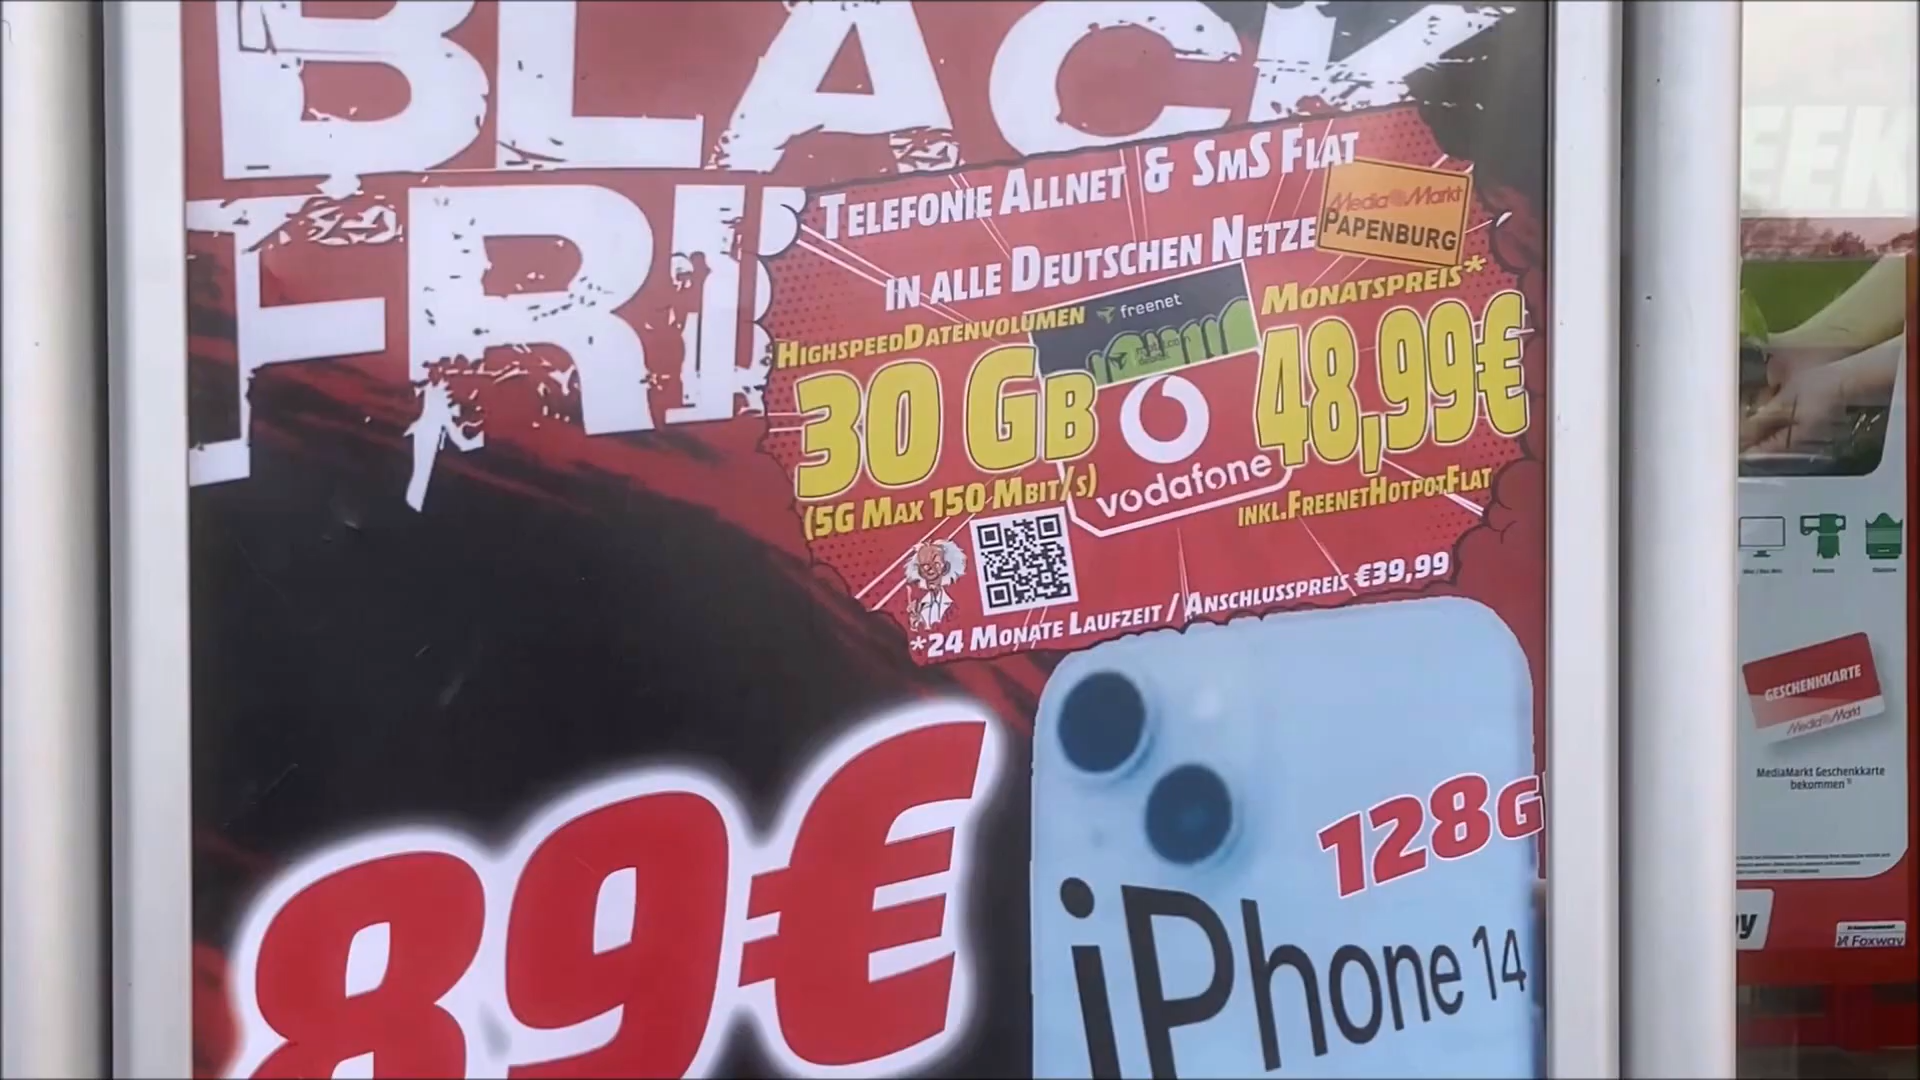 BLACK
FRI
TELEFONIE ALLNET & SMS FLAT
IN ALLE DEUTSCHEN NETZE
MediaMarkt
PAPENBURG
HIGHSPEEDDATENVOLUMEN
freenet
MONATSPREIS*
30 GB
48,99€
(5G MAX 150 MBIT/S)
vodafone
INKL.FREENETHOTPOTFLAT
*24 MONATE LAUFZEIT / ANSCHLUSSPREIS €39,99
89€
128G
iPhone 14
EEK
GESCHENKKARTE
MediaMarkt
MediaMarkt Geschenkkarte
bekommen
Foxway